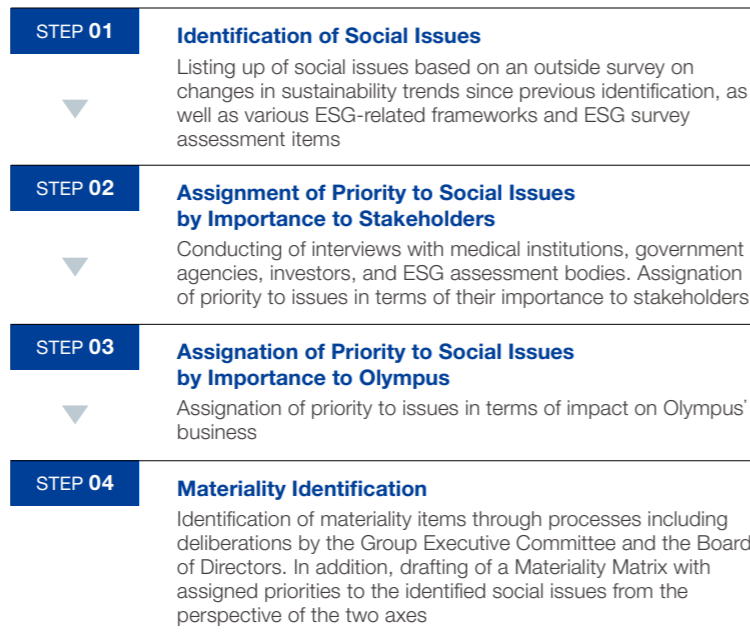 STEP 01
Identification of Social Issues
Listing up of social issues based on an outside survey on
changes in sustainability trends since previous identification, as
well as various ESG-related frameworks and ESG survey
assessment items
STEP 02
Assignment of Priority to Social Issues
by Importance to Stakeholders
Conducting of interviews with medical institutions, government
agencies, investors, and ESG assessment bodies. Assignation
of priority to issues in terms of their importance to stakeholders
STEP 03
Assignation of Priority to Social Issues
by Importance to Olympus
Assignation of priority to issues in terms of impact on Olympus’
business
STEP 04
Materiality Identification
Identification of materiality items through processes including
deliberations by the Group Executive Committee and the Board
of Directors. In addition, drafting of a Materiality Matrix with
assigned priorities to the identified social issues from the
perspective of the two axes